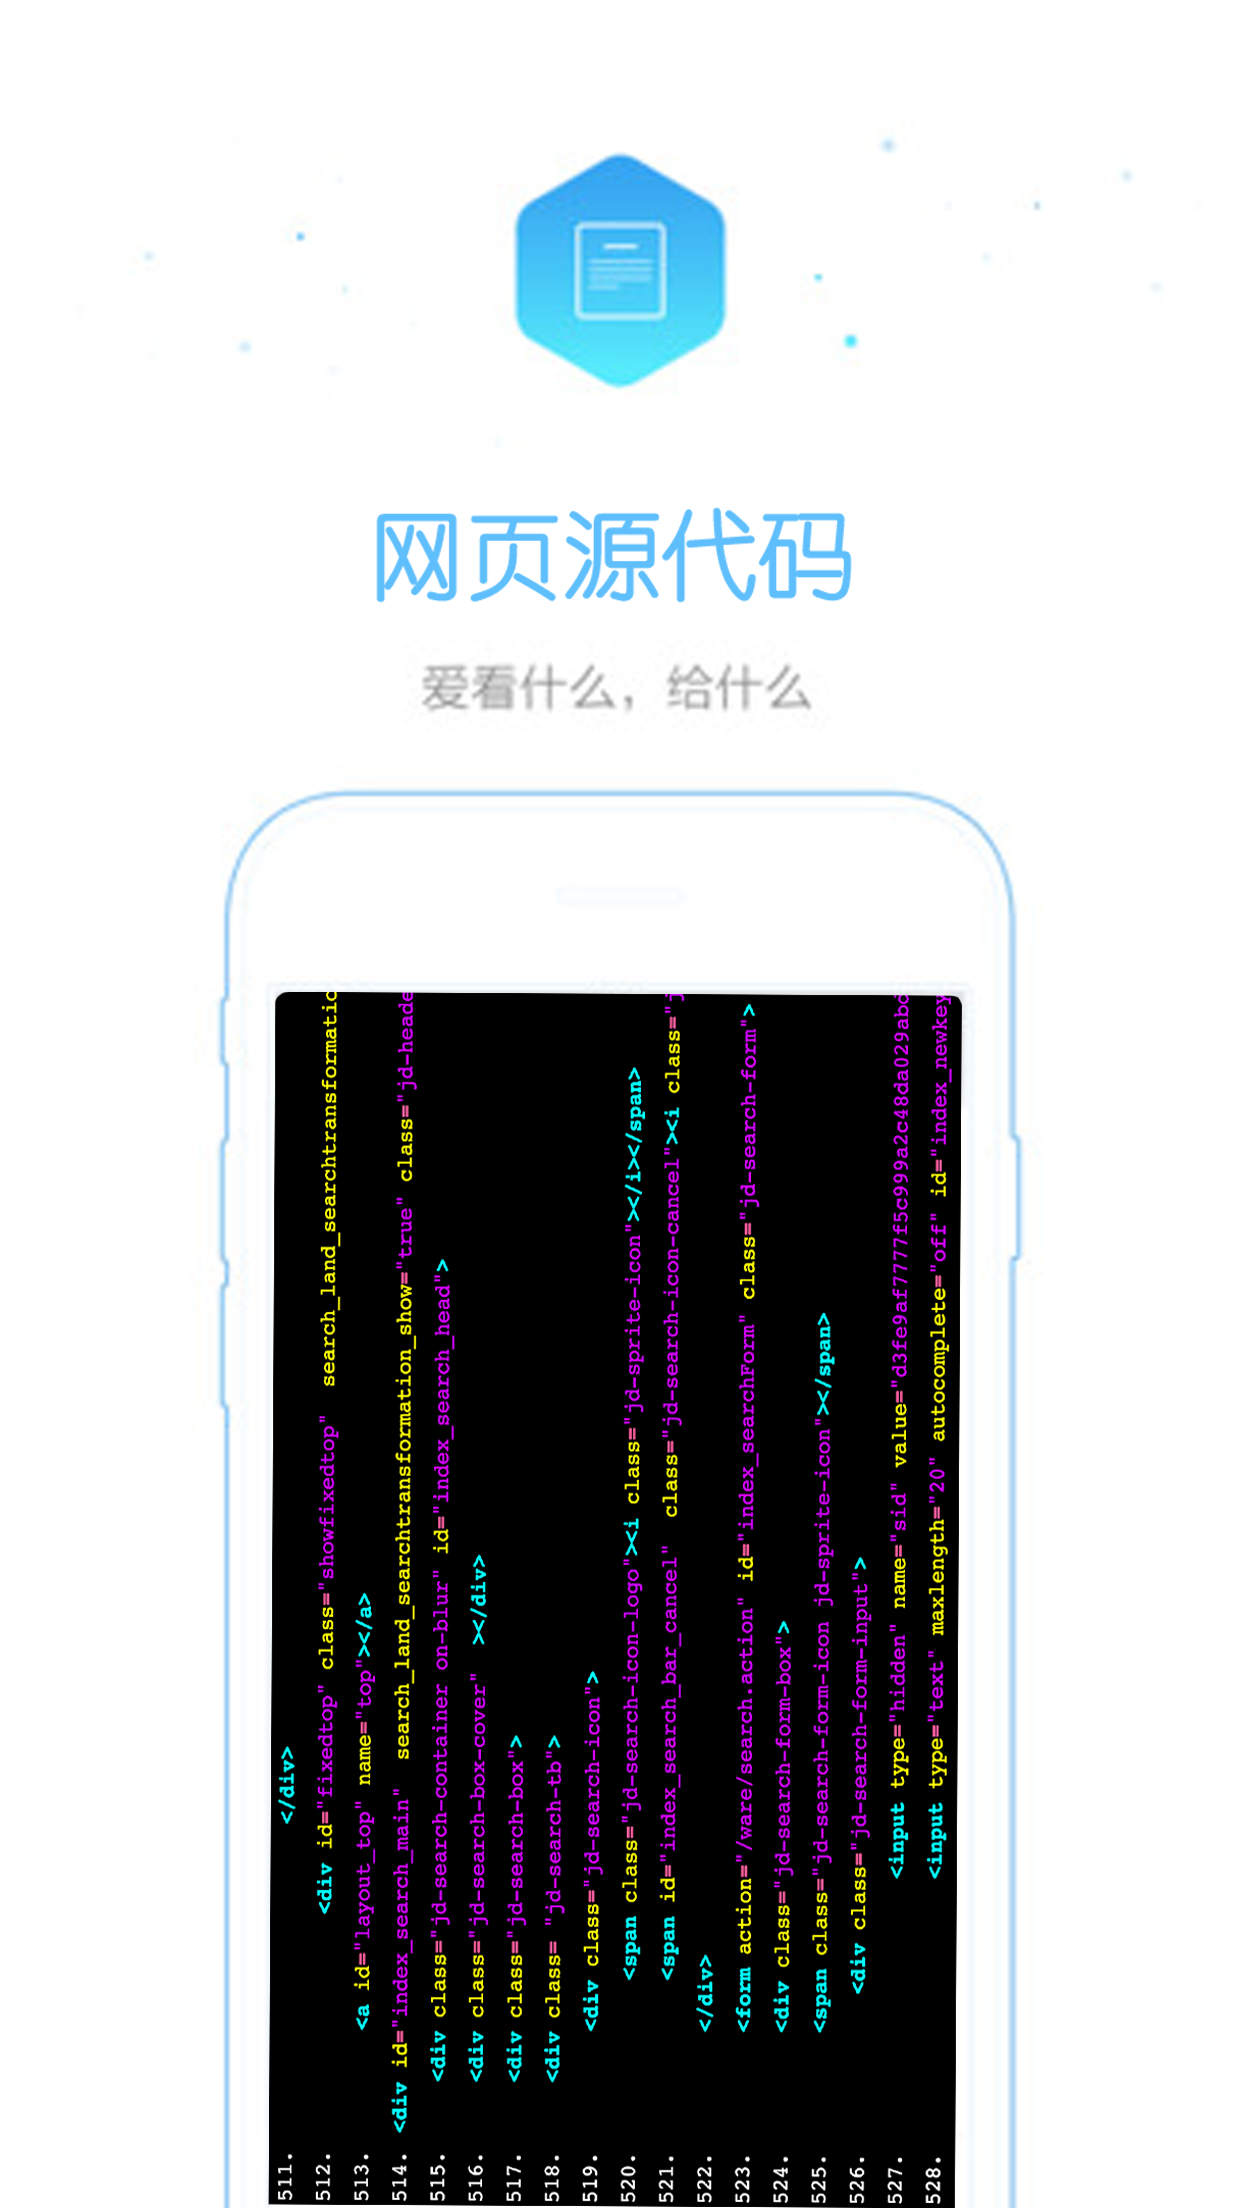 网页源代码
爱看什么，给什么
511. </div>
512. <div id="fixedtop" class="showfixedtop" search_land_searchtransformatio
513. <a id="layout_top" name="top"></a>
514. <div id="index_search_main" search_land_searchtransformation_show="true" class="jd-heade
515. <div class="jd-search-container on-blur" id="index_search_head">
516. <div class="jd-search-box-cover" ></div>
517. <div class="jd-search-box">
518. <div class= "jd-search-tb">
519. <div class="jd-search-icon">
520. <span class="jd-search-icon-logo"><i class="jd-sprite-icon"></i></span>
521. <span id="index_search_bar_cancel" class="jd-search-icon-cancel"><i class="j
522. </div>
523. <form action="/ware/search.action" id="index_searchForm" class="jd-search-form">
524. <div class="jd-search-form-box">
525. <span class="jd-search-form-icon jd-sprite-icon"></span>
526. <div class="jd-search-form-input">
527. <input type="hidden" name="sid" value="d3fe9af7777f5c999a2c48da029abc
528. <input type="text" maxlength="20" autocomplete="off" id="index_newkey